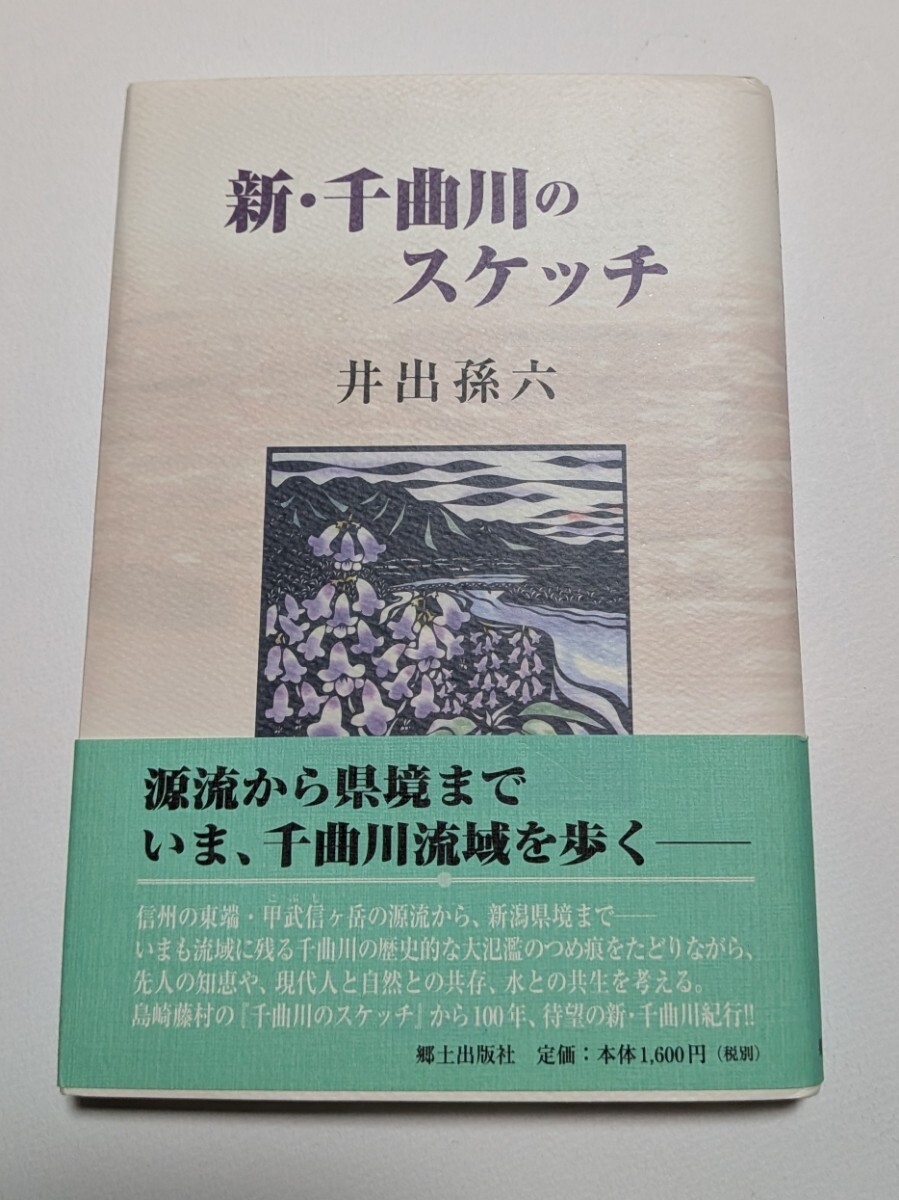 新・千曲川の
スケッチ
井出孫六
源流から県境まで
いま、千曲川流域を歩く――
こぶし
信州の東端・甲武信ヶ岳の源流から、新潟県境まで――
いまも流域に残る千曲川の歴史的な大氾濫のつめ痕をたどりながら、
先人の知恵や、現代人と自然との共存、水との共生を考える。
島崎藤村の『千曲川のスケッチ』から100年、待望の新・千曲川紀行!!
郷土出版社 定価：本体1,600円（税別）